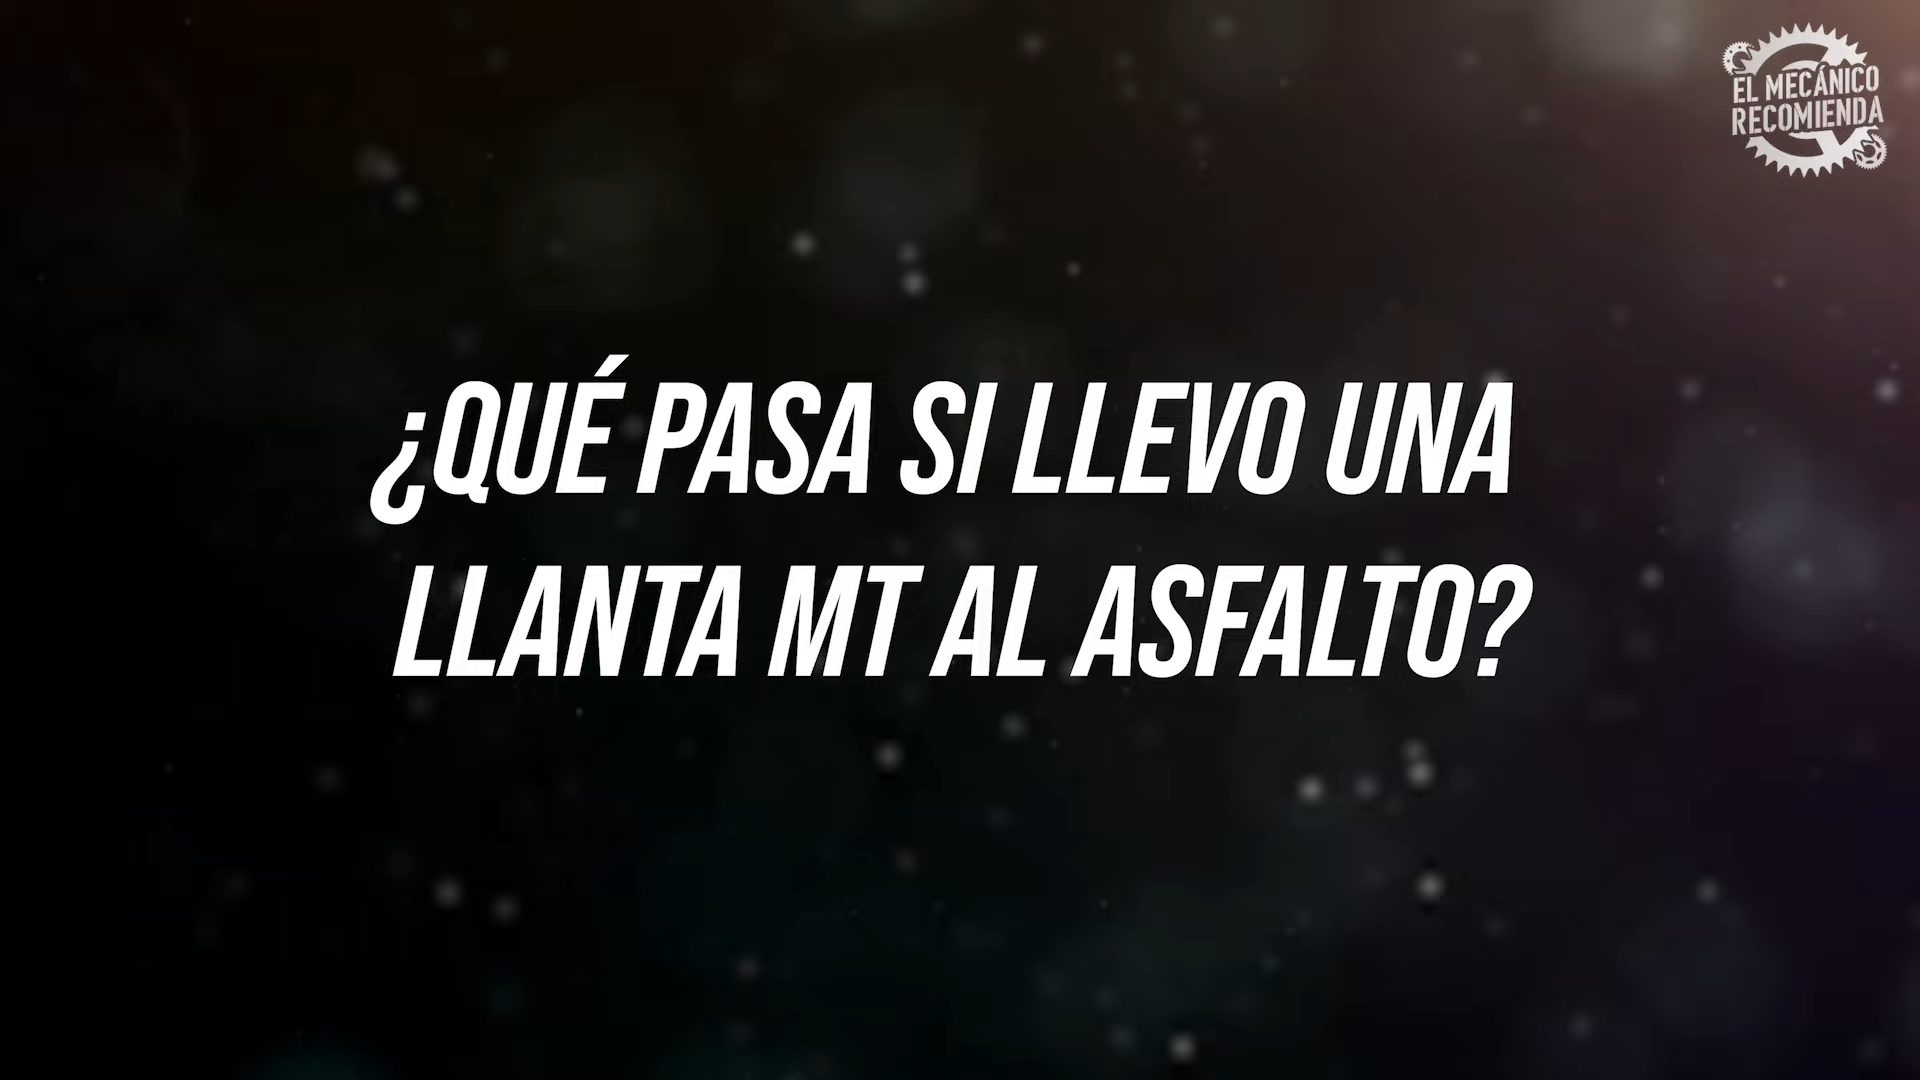 EL MECÁNICO
RECOMIENDA
¿QUÉ PASA SI LLEVO UNA
LLANTA MT AL ASFALTO?